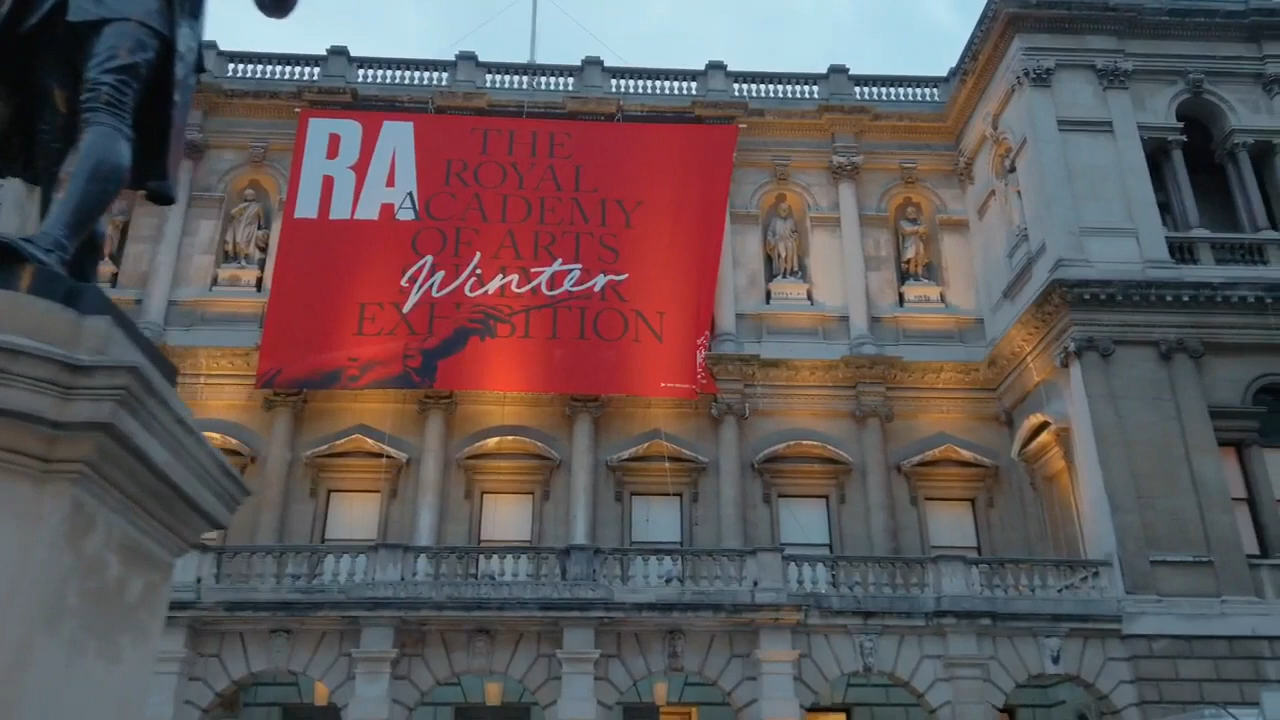 RA
THE
ROYAL
ACADEMY
OF ARTS
Winter
EXHIBITION